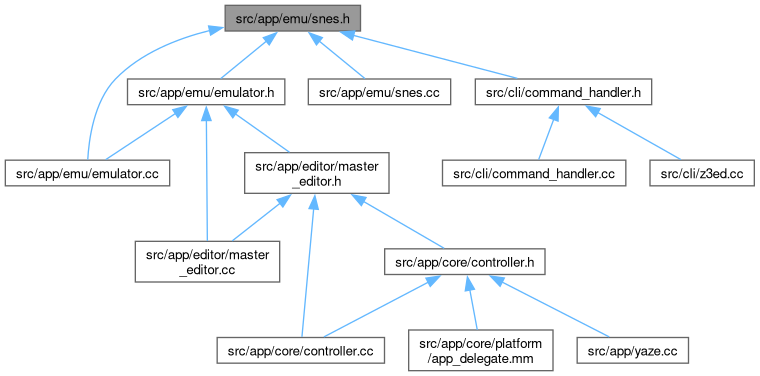 src/app/emu/snes.h
src/app/emu/emulator.h
src/app/emu/snes.cc
src/cli/command_handler.h
src/app/emu/emulator.cc
src/app/editor/master
_editor.h
src/cli/command_handler.cc
src/cli/z3ed.cc
src/app/editor/master
_editor.cc
src/app/core/controller.h
src/app/core/controller.cc
src/app/core/platform
/app_delegate.mm
src/app/yaze.cc